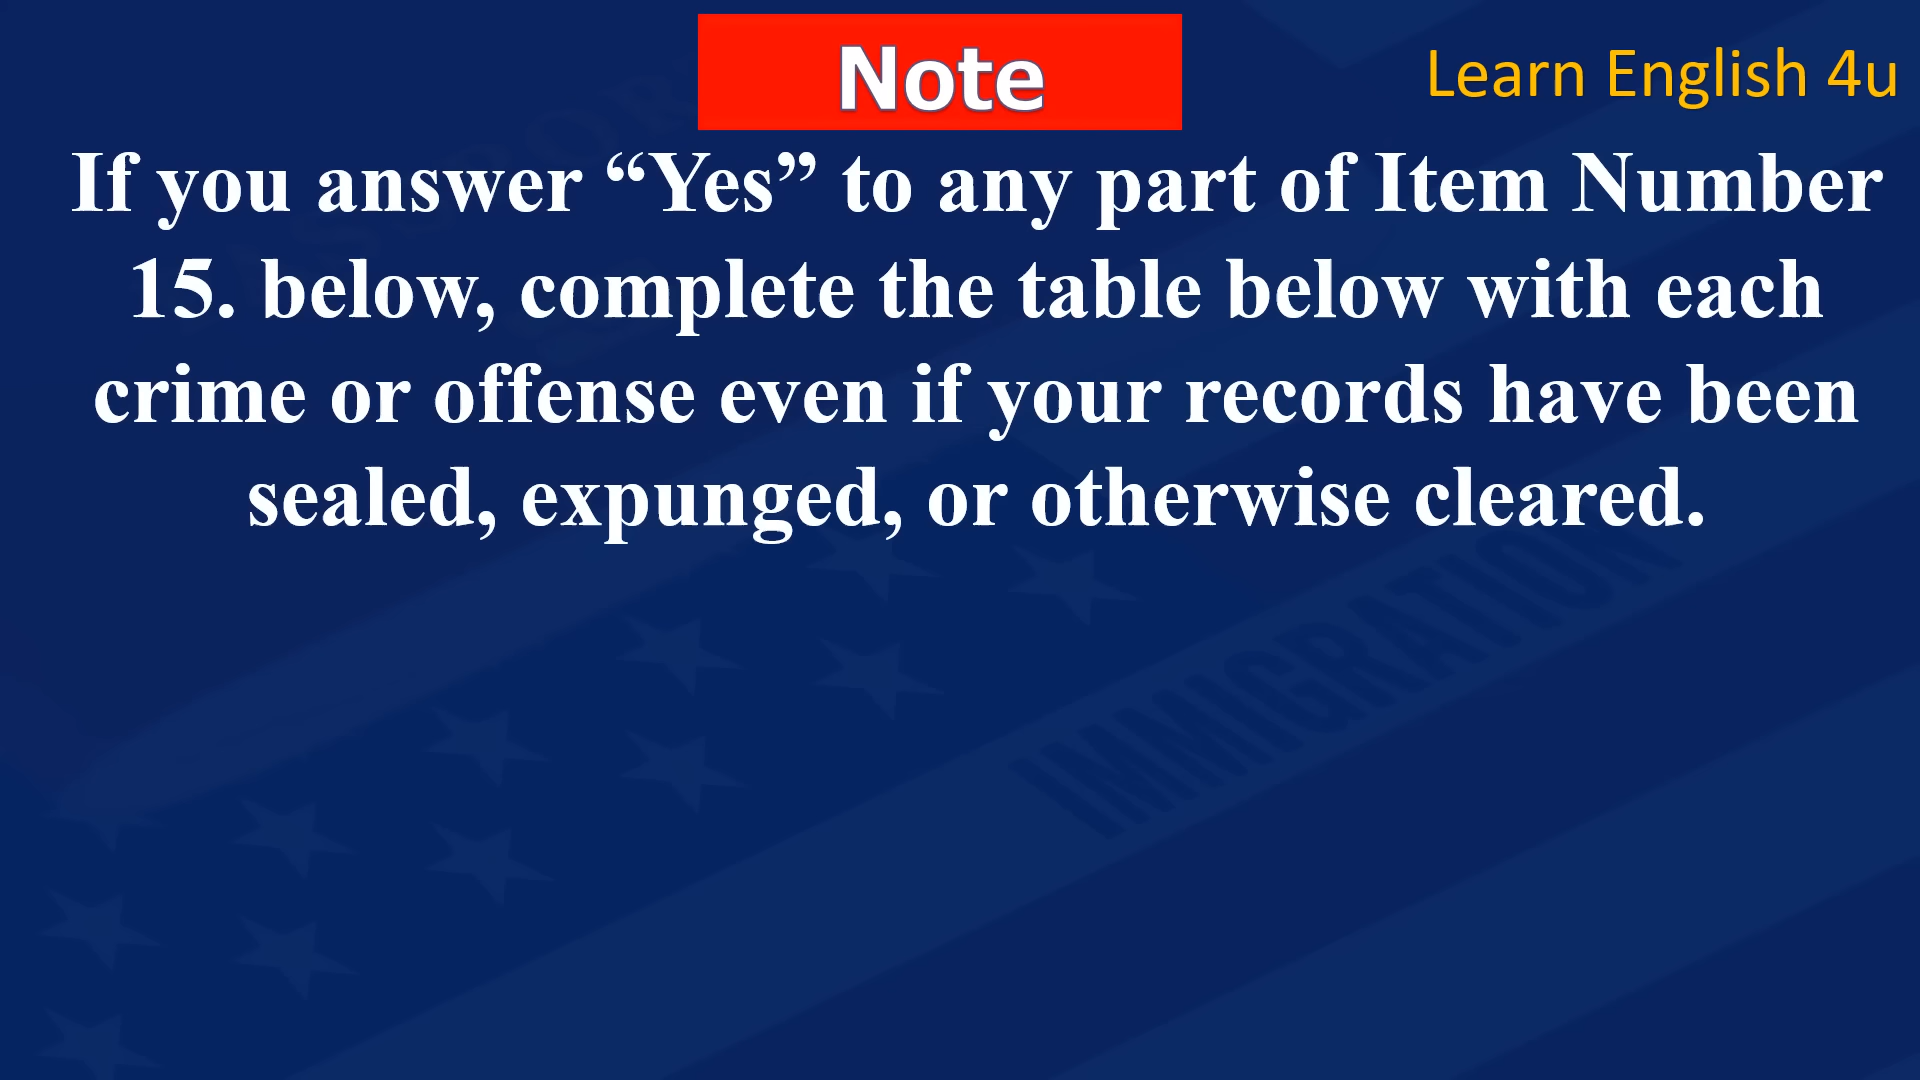 Note
Learn English 4u
If you answer “Yes” to any part of Item Number
15. below, complete the table below with each
crime or offense even if your records have been
sealed, expunged, or otherwise cleared.
IMMIGRATION